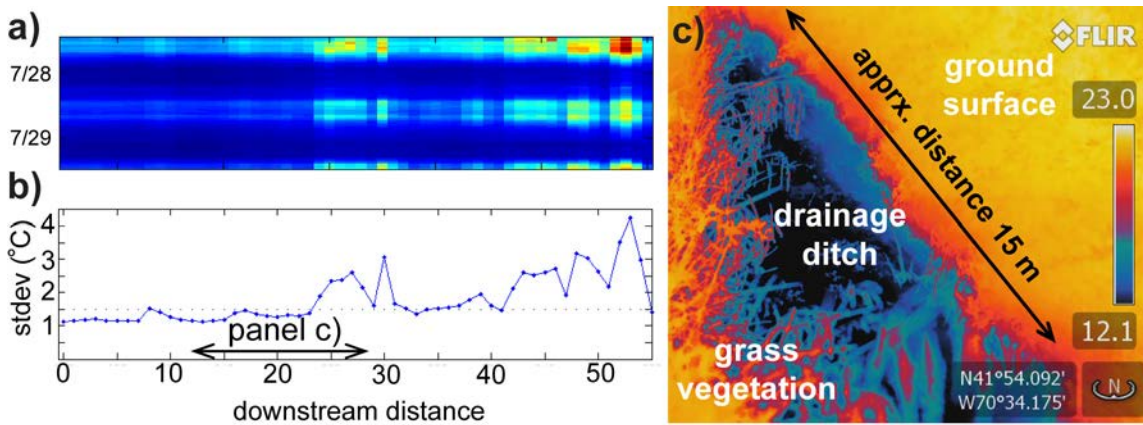 a)
7/28
7/29
b)
stdev (°C)
4
3
2
1
panel c)
0
10
20
30
40
50
downstream distance
c)
FLIR
ground
surface
23.0
apprx. distance 15 m
drainage
ditch
12.1
grass
vegetation
N41°54.092'
W70°34.175'
N